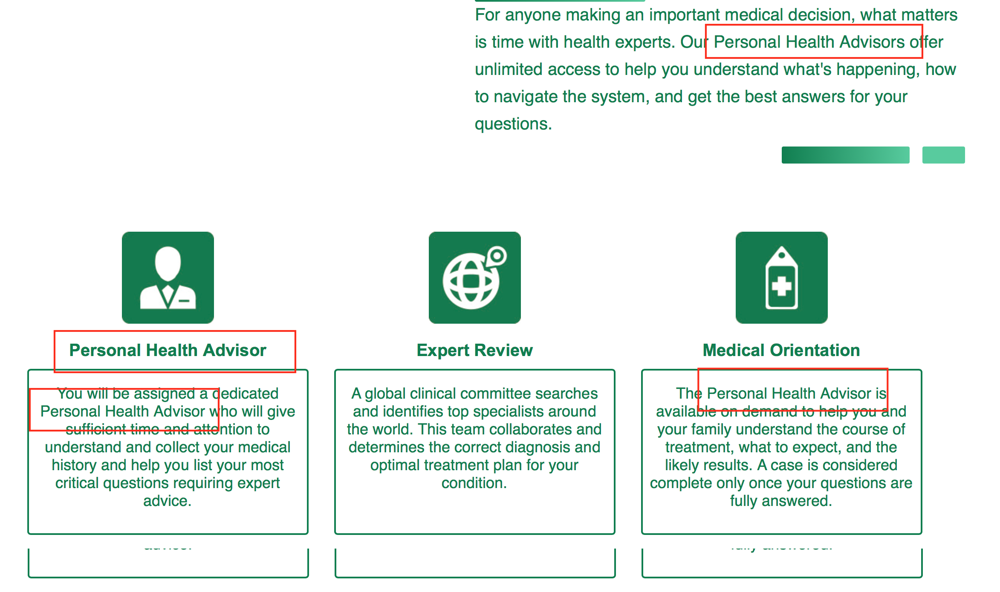 For anyone making an important medical decision, what matters
is time with health experts. Our Personal Health Advisors offer
unlimited access to help you understand what's happening, how
to navigate the system, and get the best answers for your
questions.
Personal Health Advisor
You will be assigned a dedicated
Personal Health Advisor who will give
sufficient time and attention to
understand and collect your medical
history and help you list your most
critical questions requiring expert
advice.
Expert Review
A global clinical committee searches
and identifies top specialists around
the world. This team collaborates and
determines the correct diagnosis and
optimal treatment plan for your
condition.
Medical Orientation
The Personal Health Advisor is
available on demand to help you and
your family understand the course of
treatment, what to expect, and the
likely results. A case is considered
complete only once your questions are
fully answered.